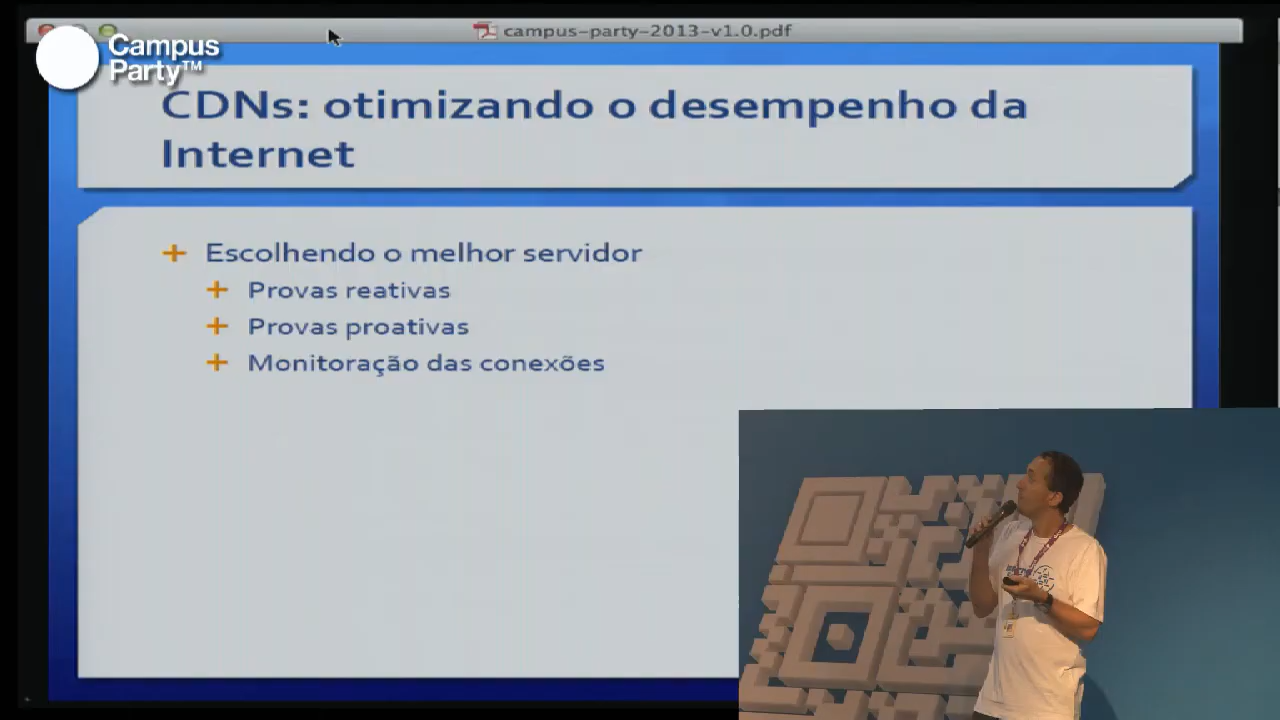 campus-party-2013-v1.0.pdf
Campus
Party™
CDNs: otimizando o desempenho da
Internet
+ Escolhendo o melhor servidor
+ Provas reativas
+ Provas proativas
+ Monitoração das conexões